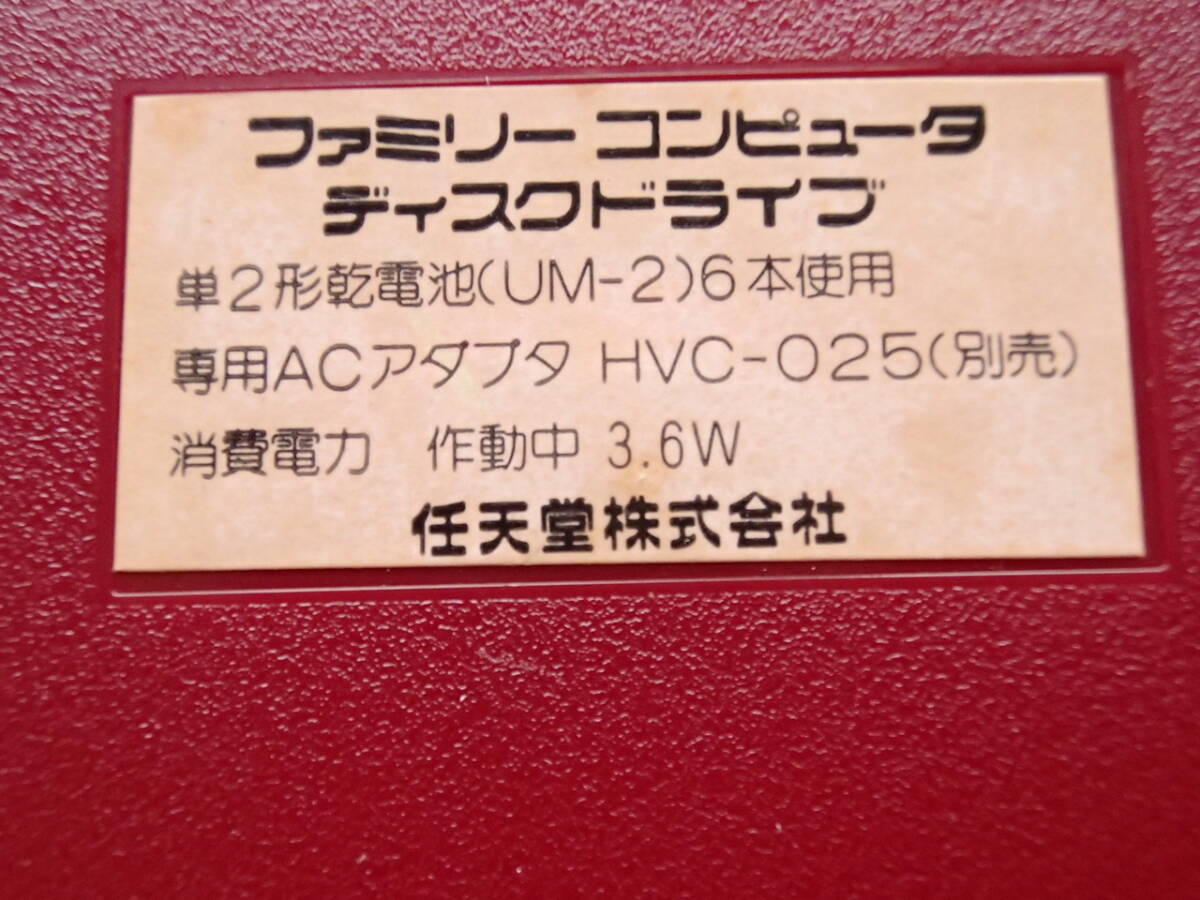 ファミリー コンピュータ
ディスクドライブ
単2形乾電池(UM-2)6本使用
専用ACアダプタ HVC-025(別売)
消費電力 作動中 3.6W
任天堂株式会社